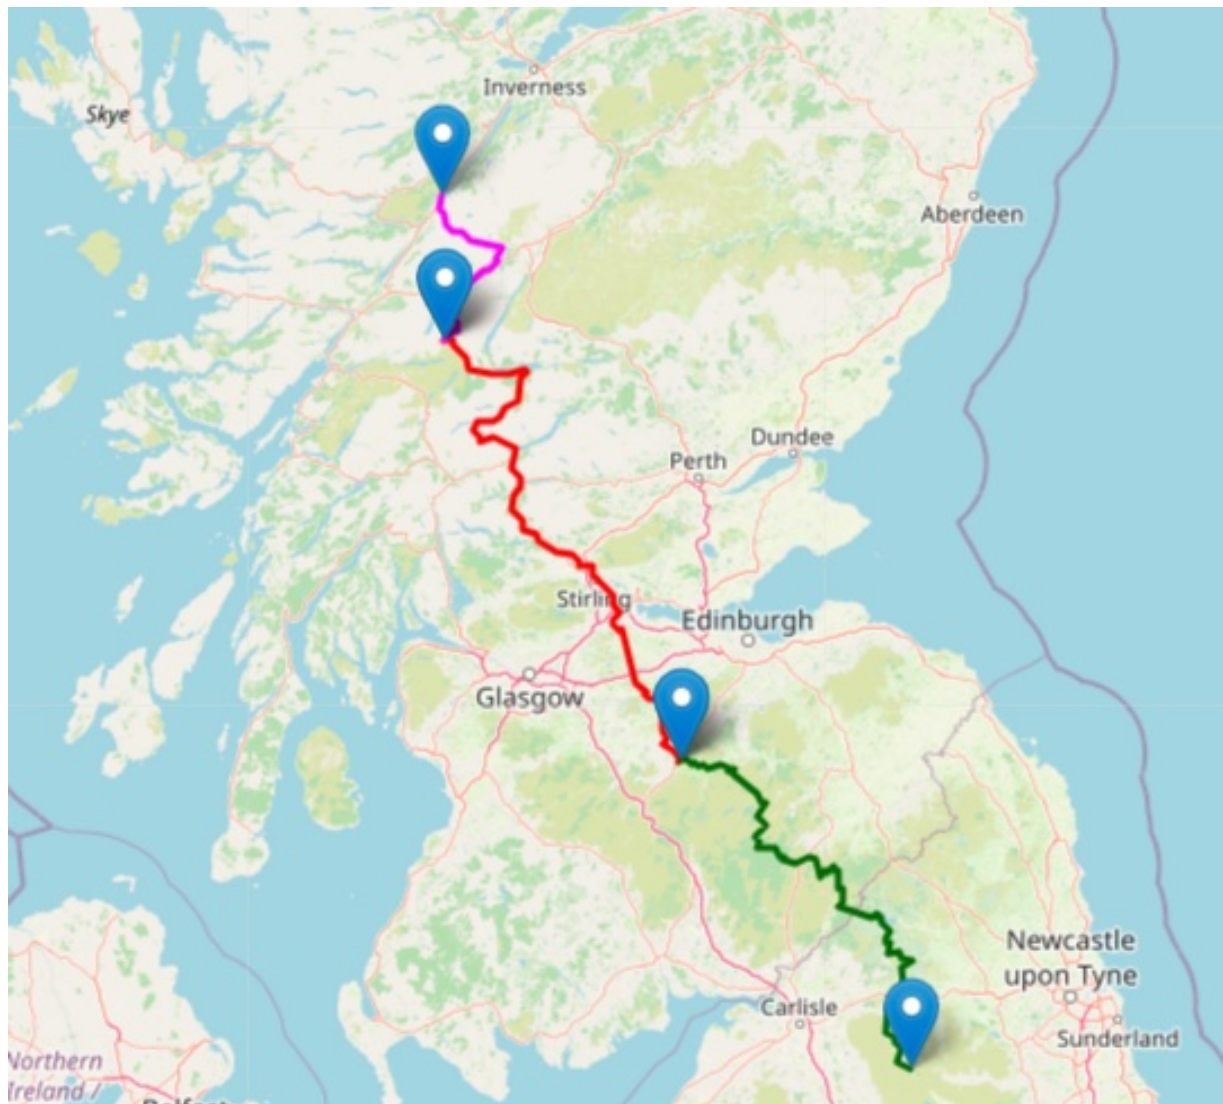 Inverness
Skye
Aberdeen
Dundee
Perth
Stirling
Edinburgh
Glasgow
Newcastle
upon Tyne
Carlisle
Sunderland
Northern
Ireland /